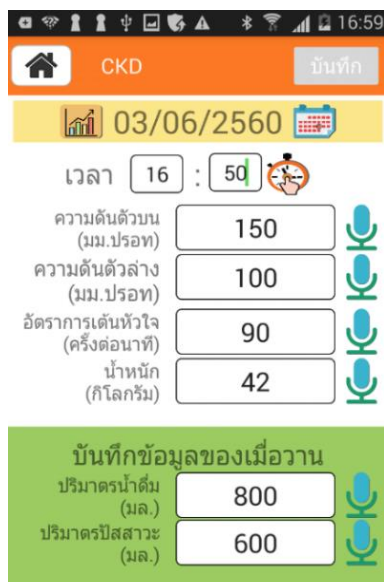 16:59
CKD
บันทึก
03/06/2560
เวลา 16 : 50
ความดันตัวบน 150
(มม.ปรอท)
ความดันตัวล่าง 100
(มม.ปรอท)
อัตราการเต้นหัวใจ 90
(ครั้งต่อนาที)
น้ำหนัก 42
(กิโลกรัม)
บันทึกข้อมูลของเมื่อวาน
ปริมาตรน้ำดื่ม 800
(มล.)
ปริมาตรปัสสาวะ 600
(มล.)